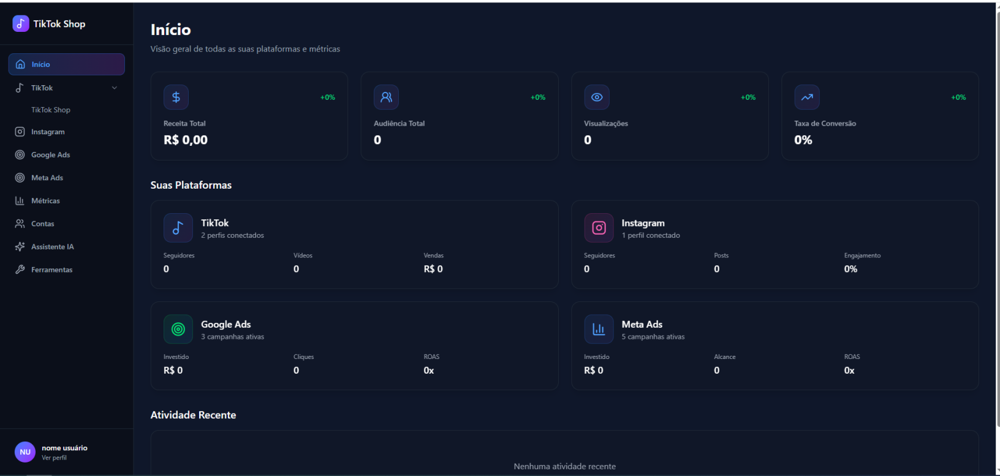 TikTok Shop
Início
TikTok
TikTok Shop
Instagram
Google Ads
Meta Ads
Métricas
Contas
Assistente IA
Ferramentas
NU
nome usuário
Ver perfil
Início
Visão geral de todas as suas plataformas e métricas
+0%
Receita Total
R$ 0,00
+0%
Audiência Total
0
+0%
Visualizações
0
+0%
Taxa de Conversão
0%
Suas Plataformas
TikTok
2 perfis conectados
Seguidores Vídeos Vendas
0 0 R$ 0
Instagram
1 perfil conectado
Seguidores Posts Engajamento
0 0 0%
Google Ads
3 campanhas ativas
Investido Cliques ROAS
R$ 0 0 0x
Meta Ads
5 campanhas ativas
Investido Alcance ROAS
R$ 0 0 0x
Atividade Recente
Nenhuma atividade recente